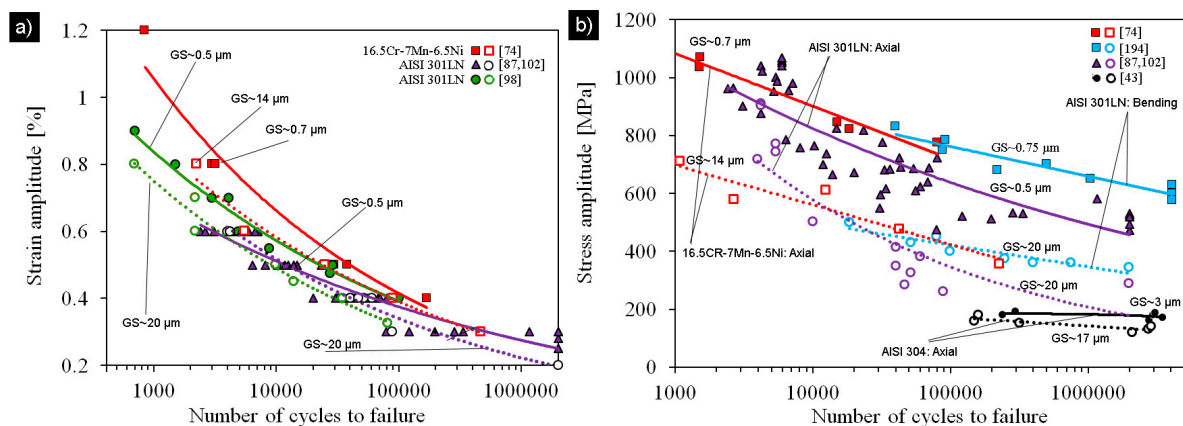 a)
Strain amplitude [%]
1.2
1
0.8
0.6
0.4
0.2
1000
10000
100000
1000000
Number of cycles to failure
16.5Cr-7Mn-6.5Ni [74]
AISI 301LN [87,102]
AISI 301LN [98]
GS~0.5 µm
GS~14 µm
GS~0.7 µm
GS~0.5 µm
GS~20 µm
GS~20 µm
b)
Stress amplitude [MPa]
1200
1000
800
600
400
200
0
1000
10000
100000
1000000
Number of cycles to failure
[74]
[194]
[87,102]
[43]
GS~0.7 µm
AISI 301LN: Axial
AISI 301LN: Bending
GS~14 µm
GS~0.75 µm
GS~0.5 µm
16.5CR-7Mn-6.5Ni: Axial
GS~20 µm
GS~20 µm
GS~3 µm
AISI 304: Axial
GS~17 µm